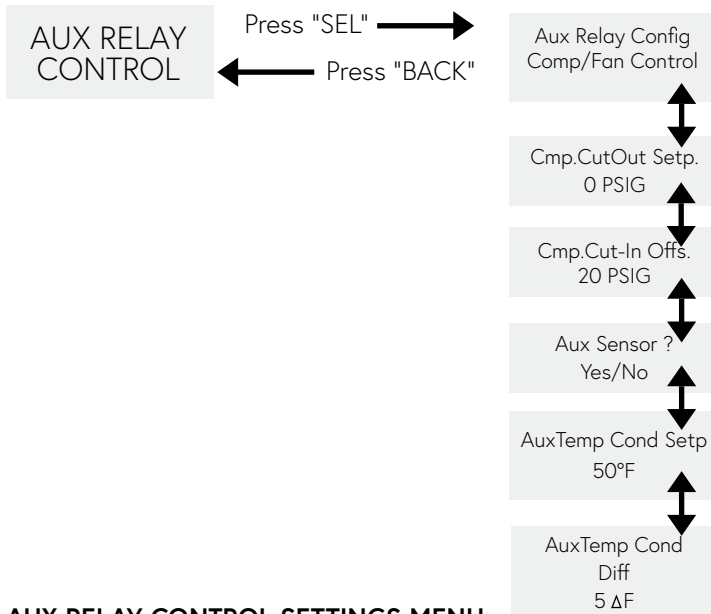 AUX RELAY
CONTROL
Press "SEL"
Press "BACK"
Aux Relay Config
Comp/Fan Control
Cmp.CutOut Setp.
0 PSIG
Cmp.Cut-In Offs.
20 PSIG
Aux Sensor ?
Yes/No
AuxTemp Cond Setp
50°F
AuxTemp Cond
Diff
5 ΔF
AUX RELAY CONTROL SETTINGS MENU